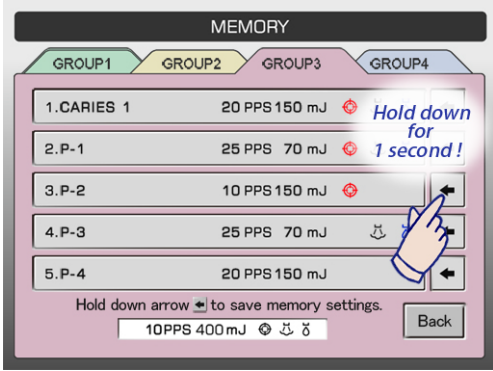 MEMORY
GROUP1 GROUP2 GROUP3 GROUP4
1.CARIES 1 20 PPS 150 mJ
Hold down
for
1 second !
2.P-1 25 PPS 70 mJ
3.P-2 10 PPS 150 mJ
4.P-3 25 PPS 70 mJ
5.P-4 20 PPS 150 mJ
Hold down arrow to save memory settings.
10PPS 400mJ
Back